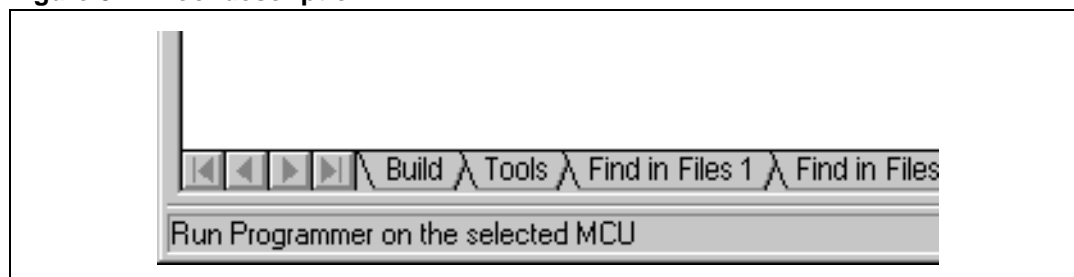 Build Tools Find in Files 1 Find in Files
Run Programmer on the selected MCU